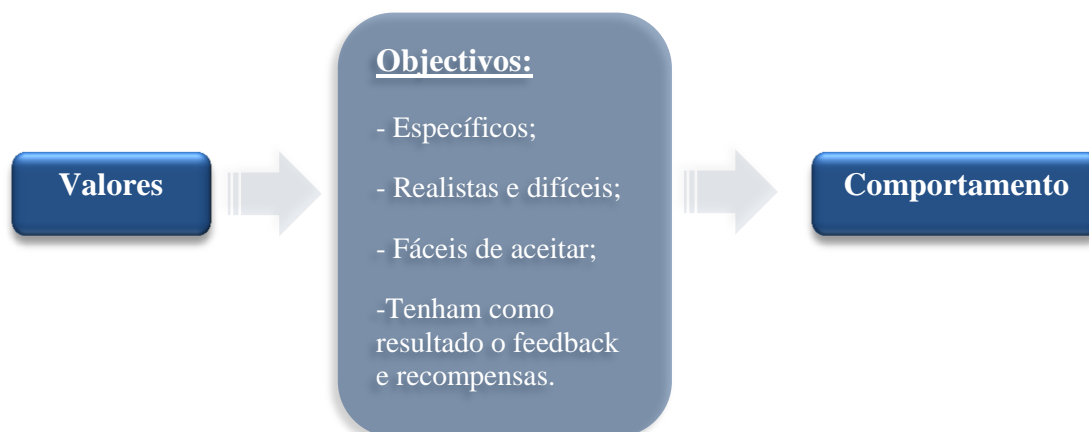 Valores
Objectivos:
- Específicos;
- Realistas e difíceis;
- Fáceis de aceitar;
-Tenham como
resultado o feedback
e recompensas.
Comportamento